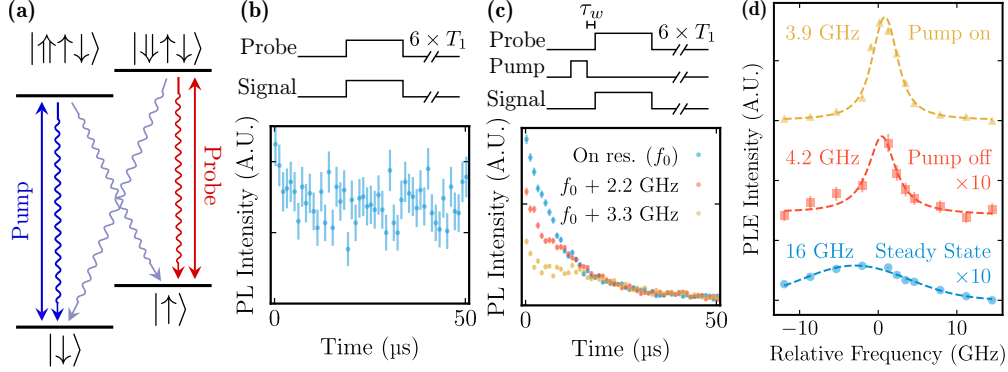 (a)
|⇑↑↓⟩
|⇓↑↓⟩
Pump
Probe
|↑⟩
|↓⟩
(b)
Probe
6 × T₁
Signal
PL Intensity (A.U.)
0
50
Time (µs)
(c)
τ_w
Probe
6 × T₁
Pump
Signal
PL Intensity (A.U.)
On res. (f₀)
f₀ + 2.2 GHz
f₀ + 3.3 GHz
0
50
Time (µs)
(d)
PLE Intensity (A.U.)
3.9 GHz
Pump on
4.2 GHz
Pump off
×10
16 GHz
Steady State
×10
−10
0
10
Relative Frequency (GHz)